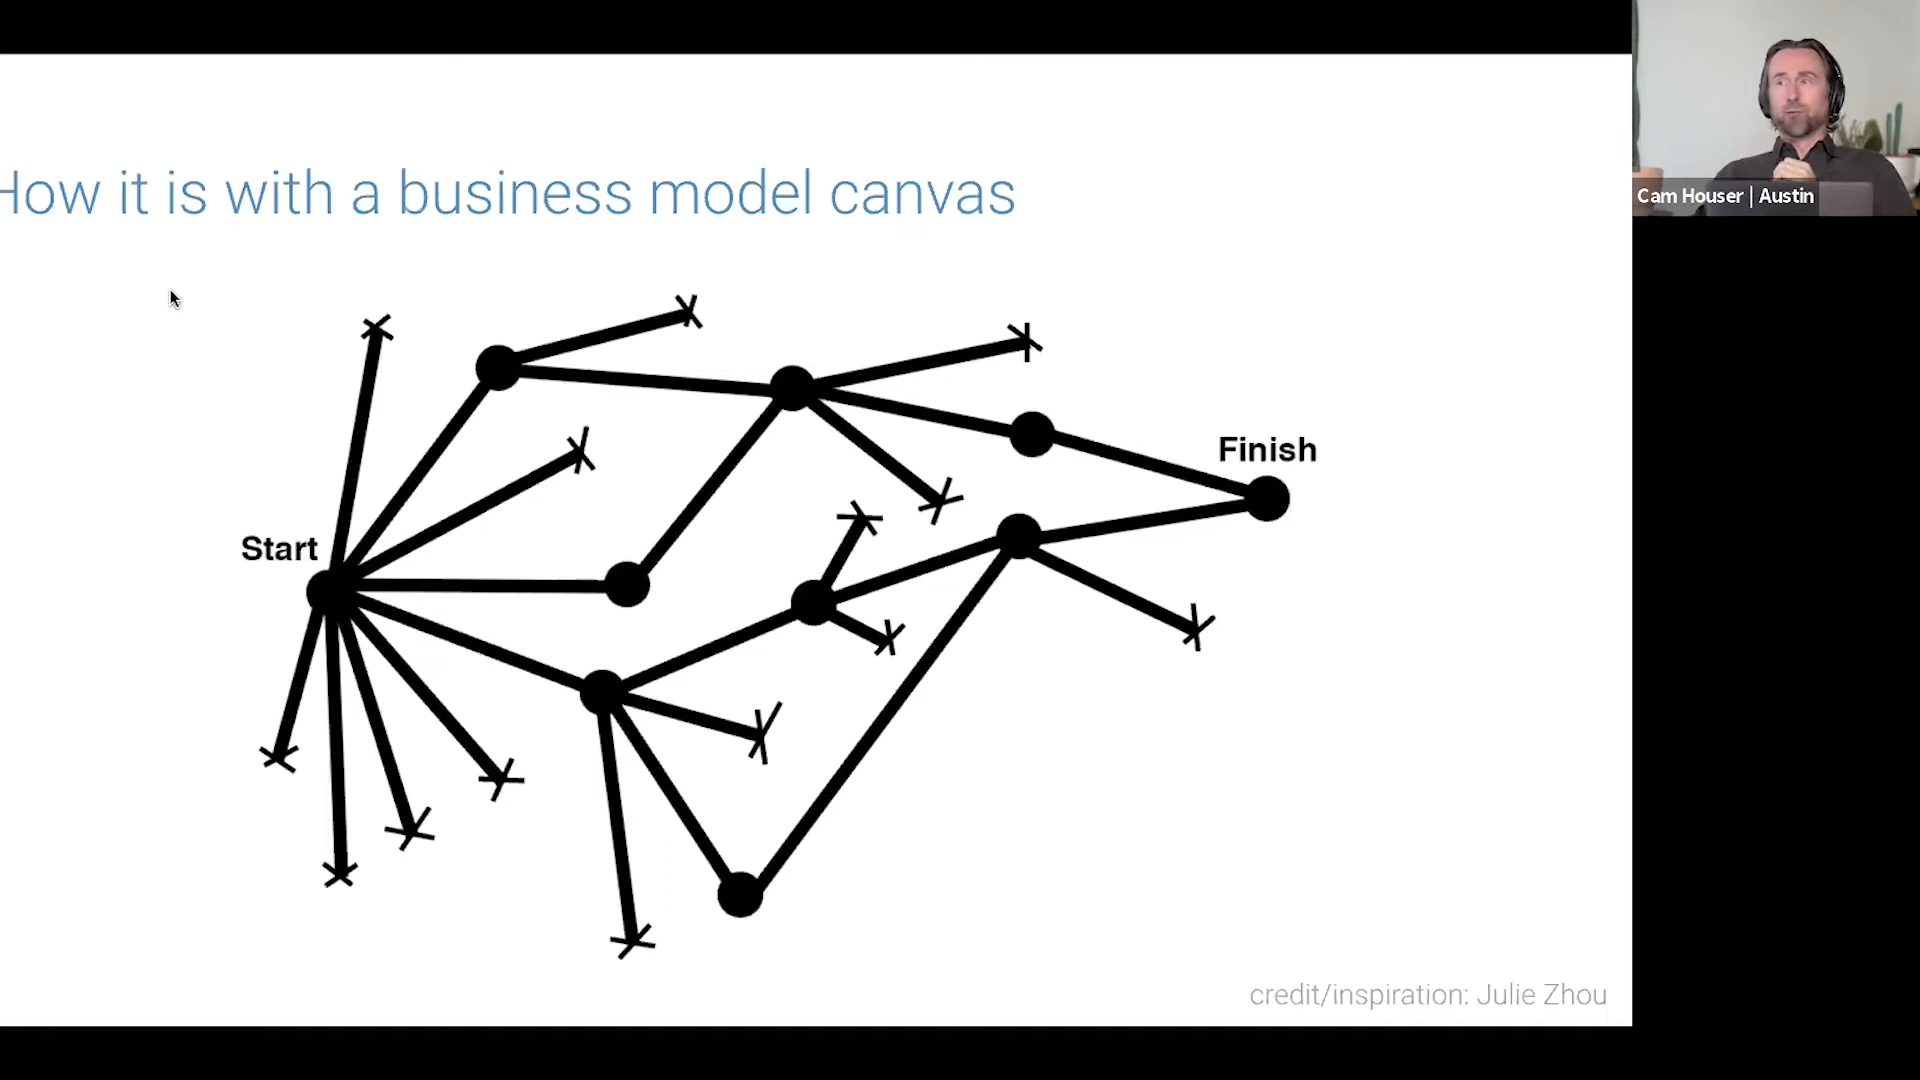 How it is with a business model canvas
Cam Houser | Austin
Finish
Start
credit/inspiration: Julie Zhou